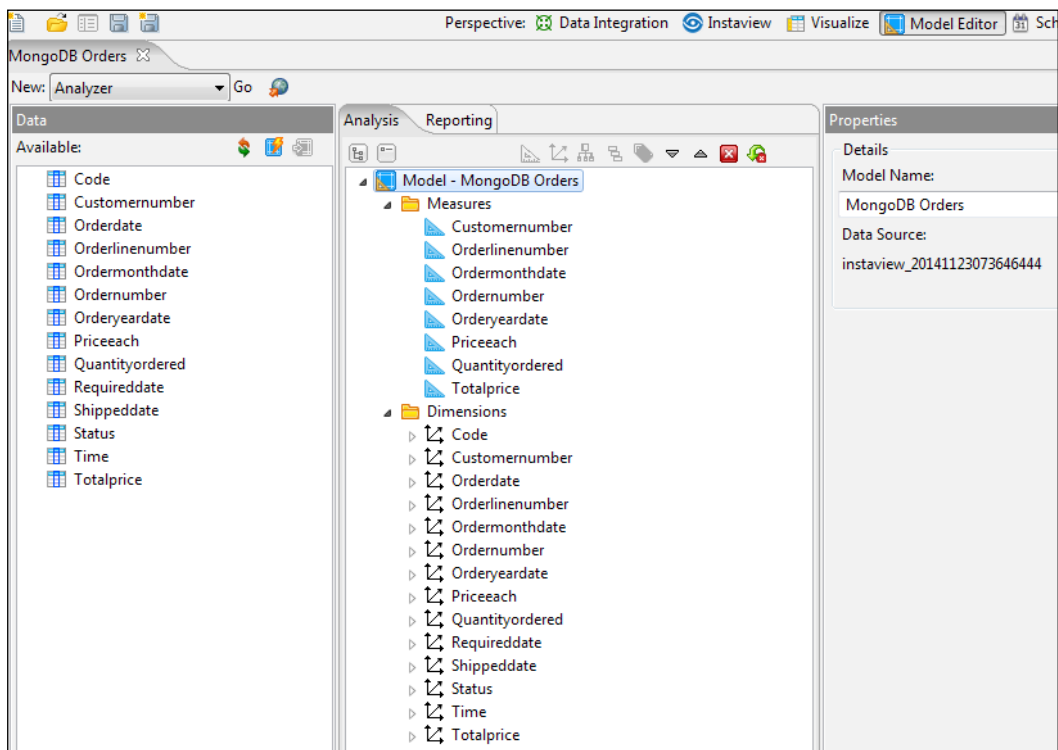 Perspective: Data Integration Instaview Visualize Model Editor Sch
MongoDB Orders
New: Analyzer Go
Data
Available:
Code
Customernumber
Orderdate
Orderlinenumber
Ordermonthdate
Ordernumber
Orderyeardate
Priceeach
Quantityordered
Requireddate
Shippeddate
Status
Time
Totalprice
Analysis Reporting
Model - MongoDB Orders
Measures
Customernumber
Orderlinenumber
Ordermonthdate
Ordernumber
Orderyeardate
Priceeach
Quantityordered
Totalprice
Dimensions
Code
Customernumber
Orderdate
Orderlinenumber
Ordermonthdate
Ordernumber
Orderyeardate
Priceeach
Quantityordered
Requireddate
Shippeddate
Status
Time
Totalprice
Properties
Details
Model Name:
MongoDB Orders
Data Source:
instaview_20141123073646444